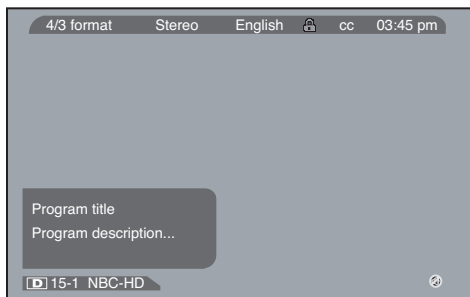 4/3 format Stereo English cc 03:45 pm
Program title
Program description...
D 15-1 NBC-HD